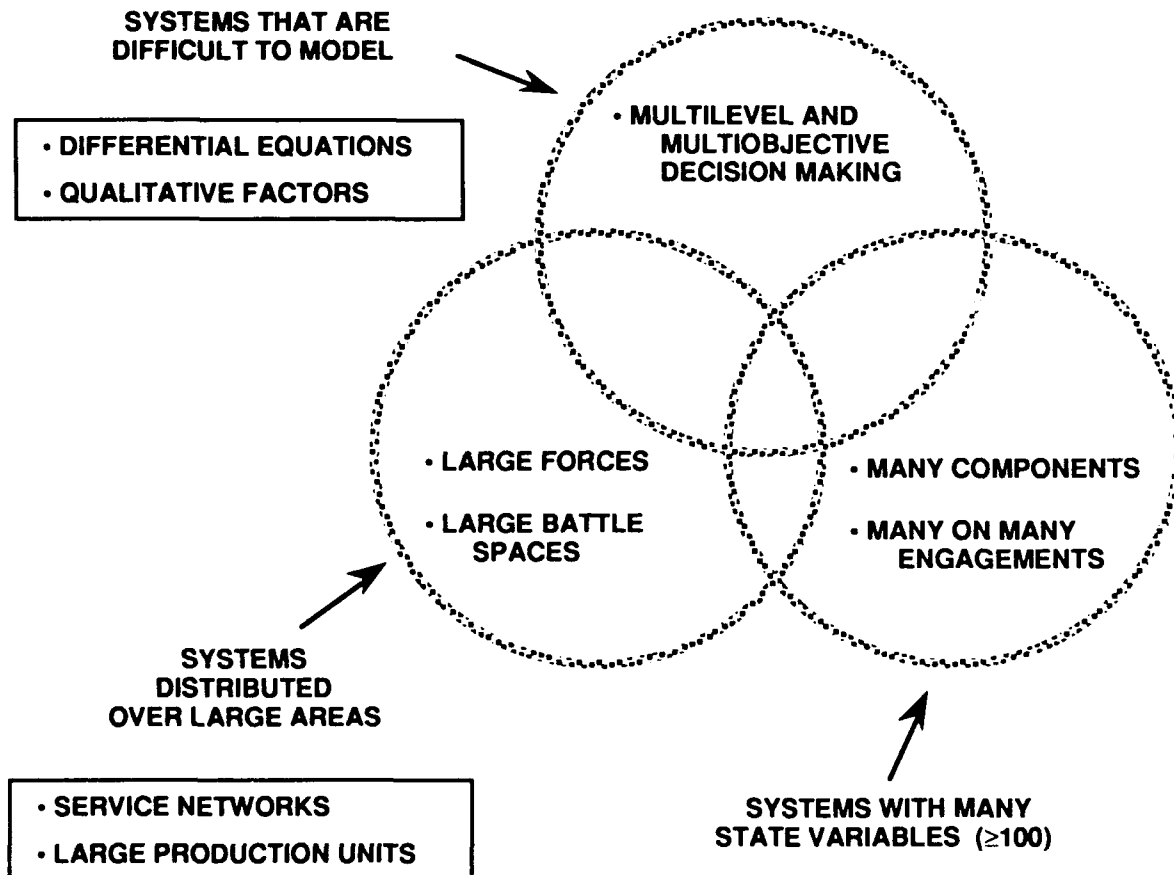 SYSTEMS THAT ARE
DIFFICULT TO MODEL
• DIFFERENTIAL EQUATIONS
• QUALITATIVE FACTORS
• MULTILEVEL AND
MULTIOBJECTIVE
DECISION MAKING
• LARGE FORCES
• LARGE BATTLE
SPACES
• MANY COMPONENTS
• MANY ON MANY
ENGAGEMENTS
SYSTEMS
DISTRIBUTED
OVER LARGE AREAS
• SERVICE NETWORKS
• LARGE PRODUCTION UNITS
SYSTEMS WITH MANY
STATE VARIABLES (≥100)